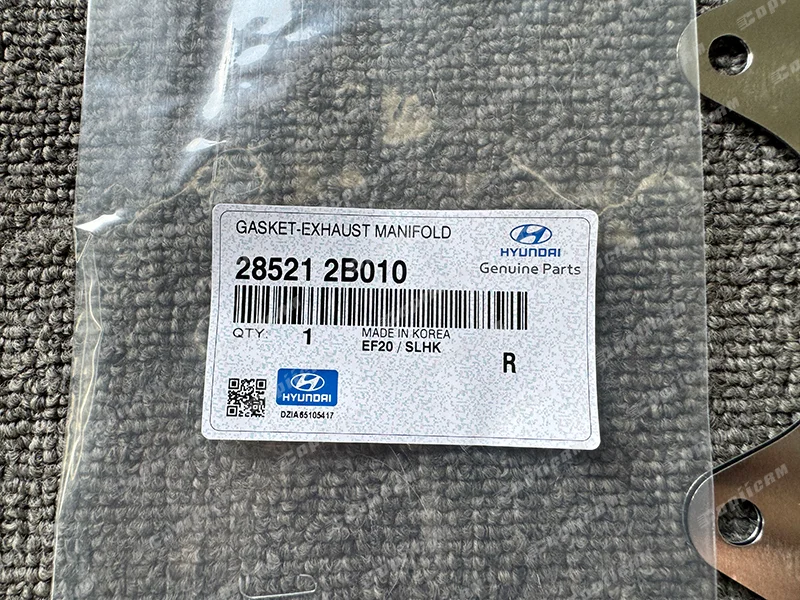 GASKET-EXHAUST MANIFOLD
HYUNDAI
Genuine Parts
28521 2B010
QTY. 1
MADE IN KOREA
EF20 / SLHK
R
HYUNDAI
DZIA65105417